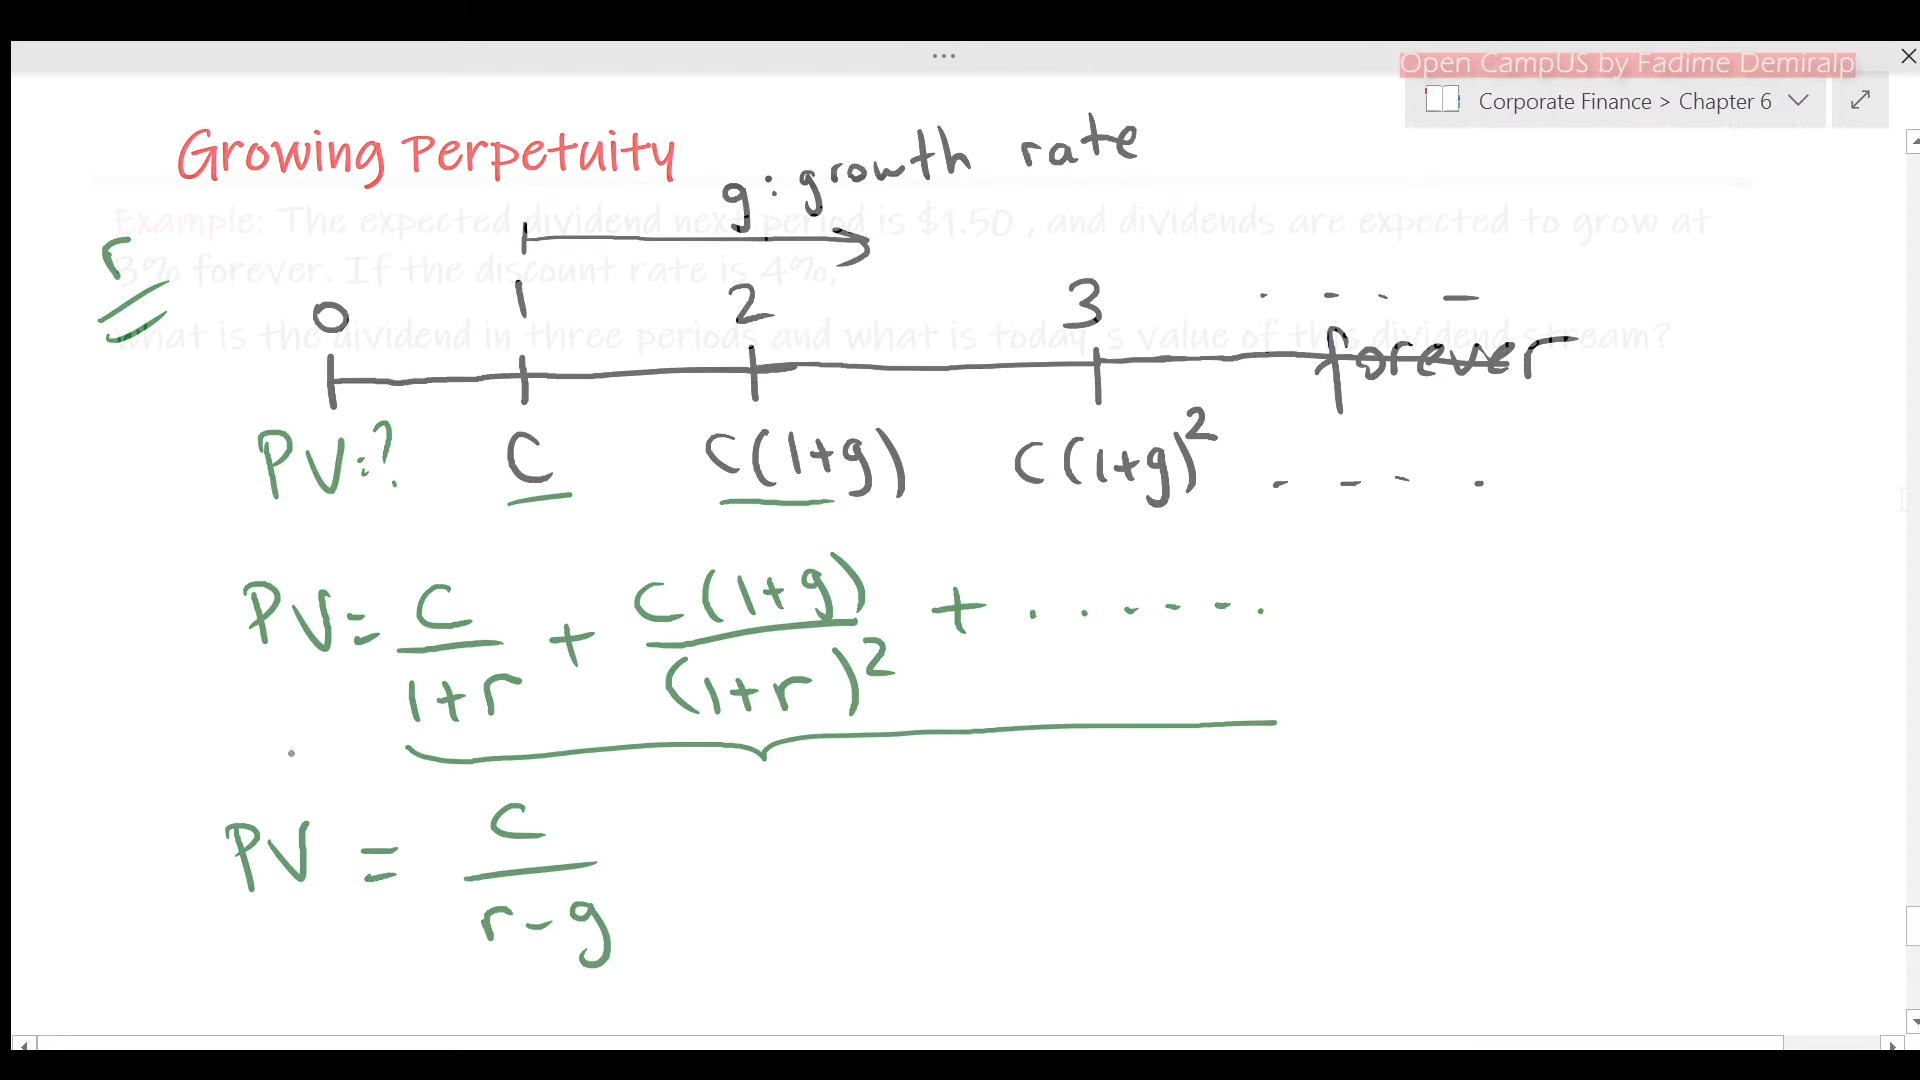 Open CampUS by Fadime Demiralp
Corporate Finance > Chapter 6
Growing Perpetuity
g: growth rate
Example: The expected dividend next period is $1.50, and dividends are expected to grow at
3% forever. If the discount rate is 4%,
what is the dividend in three periods and what is today's value of this dividend stream?
r
0 1 2 3 . - . —
forever
PV:? C C(1+g) C(1+g)² . - - .
PV = C/(1+r) + C(1+g)/(1+r)² + . . . - - .
PV = C/(r-g)